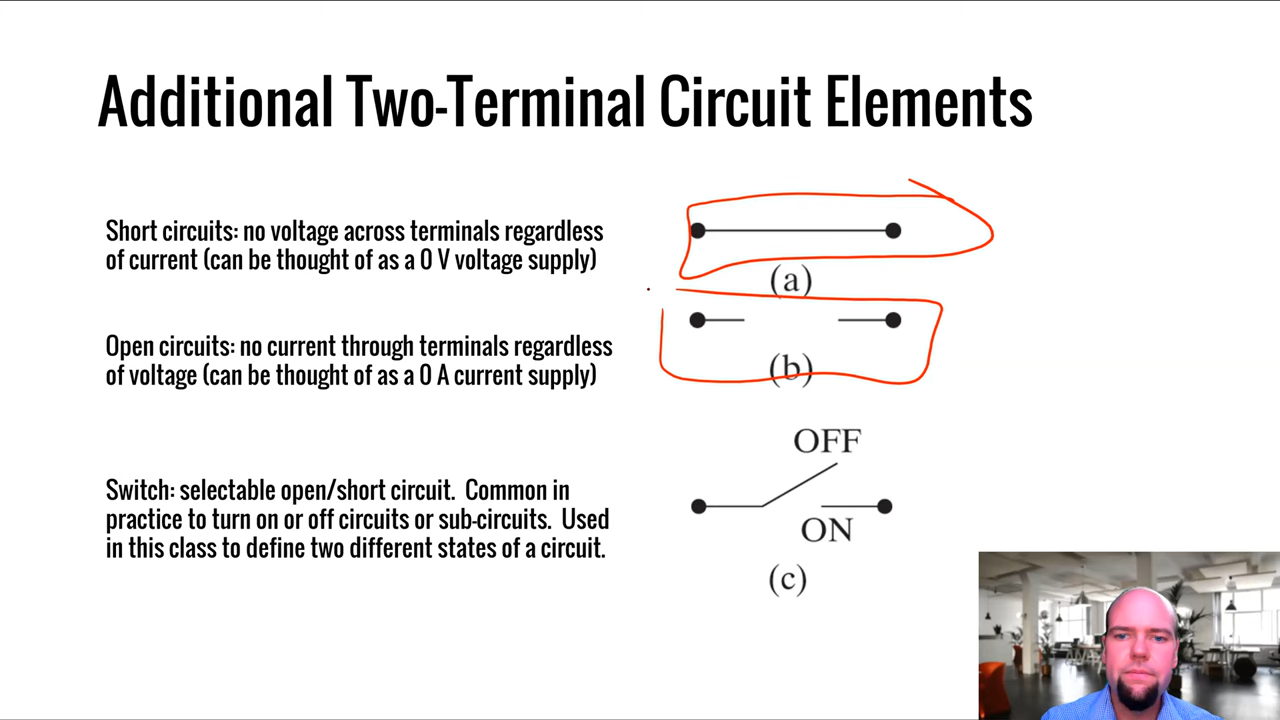 Additional Two-Terminal Circuit Elements
Short circuits: no voltage across terminals regardless
of current (can be thought of as a 0 V voltage supply)
(a)
Open circuits: no current through terminals regardless
of voltage (can be thought of as a 0 A current supply)
(b)
OFF
Switch: selectable open/short circuit.  Common in
practice to turn on or off circuits or sub-circuits.  Used
in this class to define two different states of a circuit.
ON
(c)